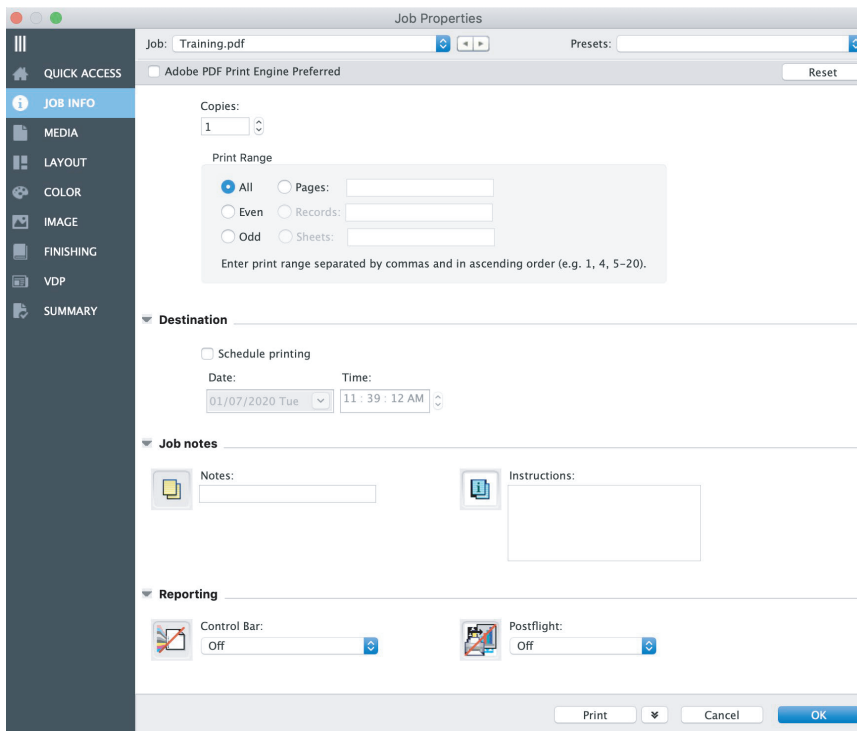 Job Properties
Job: Training.pdf Presets:
Adobe PDF Print Engine Preferred Reset
QUICK ACCESS
JOB INFO
MEDIA
LAYOUT
COLOR
IMAGE
FINISHING
VDP
SUMMARY
Copies:
1
Print Range
All Pages:
Even Records:
Odd Sheets:
Enter print range separated by commas and in ascending order (e.g. 1, 4, 5–20).
Destination
Schedule printing
Date: Time:
01/07/2020 Tue 11 : 39 : 12 AM
Job notes
Notes: Instructions:
Reporting
Control Bar: Postflight:
Off Off
Print Cancel OK